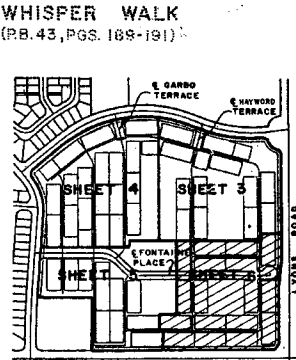 WHISPER WALK
(P.B. 43, PGS. 189-191)
℄ GARBO
TERRACE
℄ HAYWORD
TERRACE
SHEET 4
SHEET 3
℄ FONTAINE
PLACE
SHEET 5
SHEET 6
LYONS ROAD